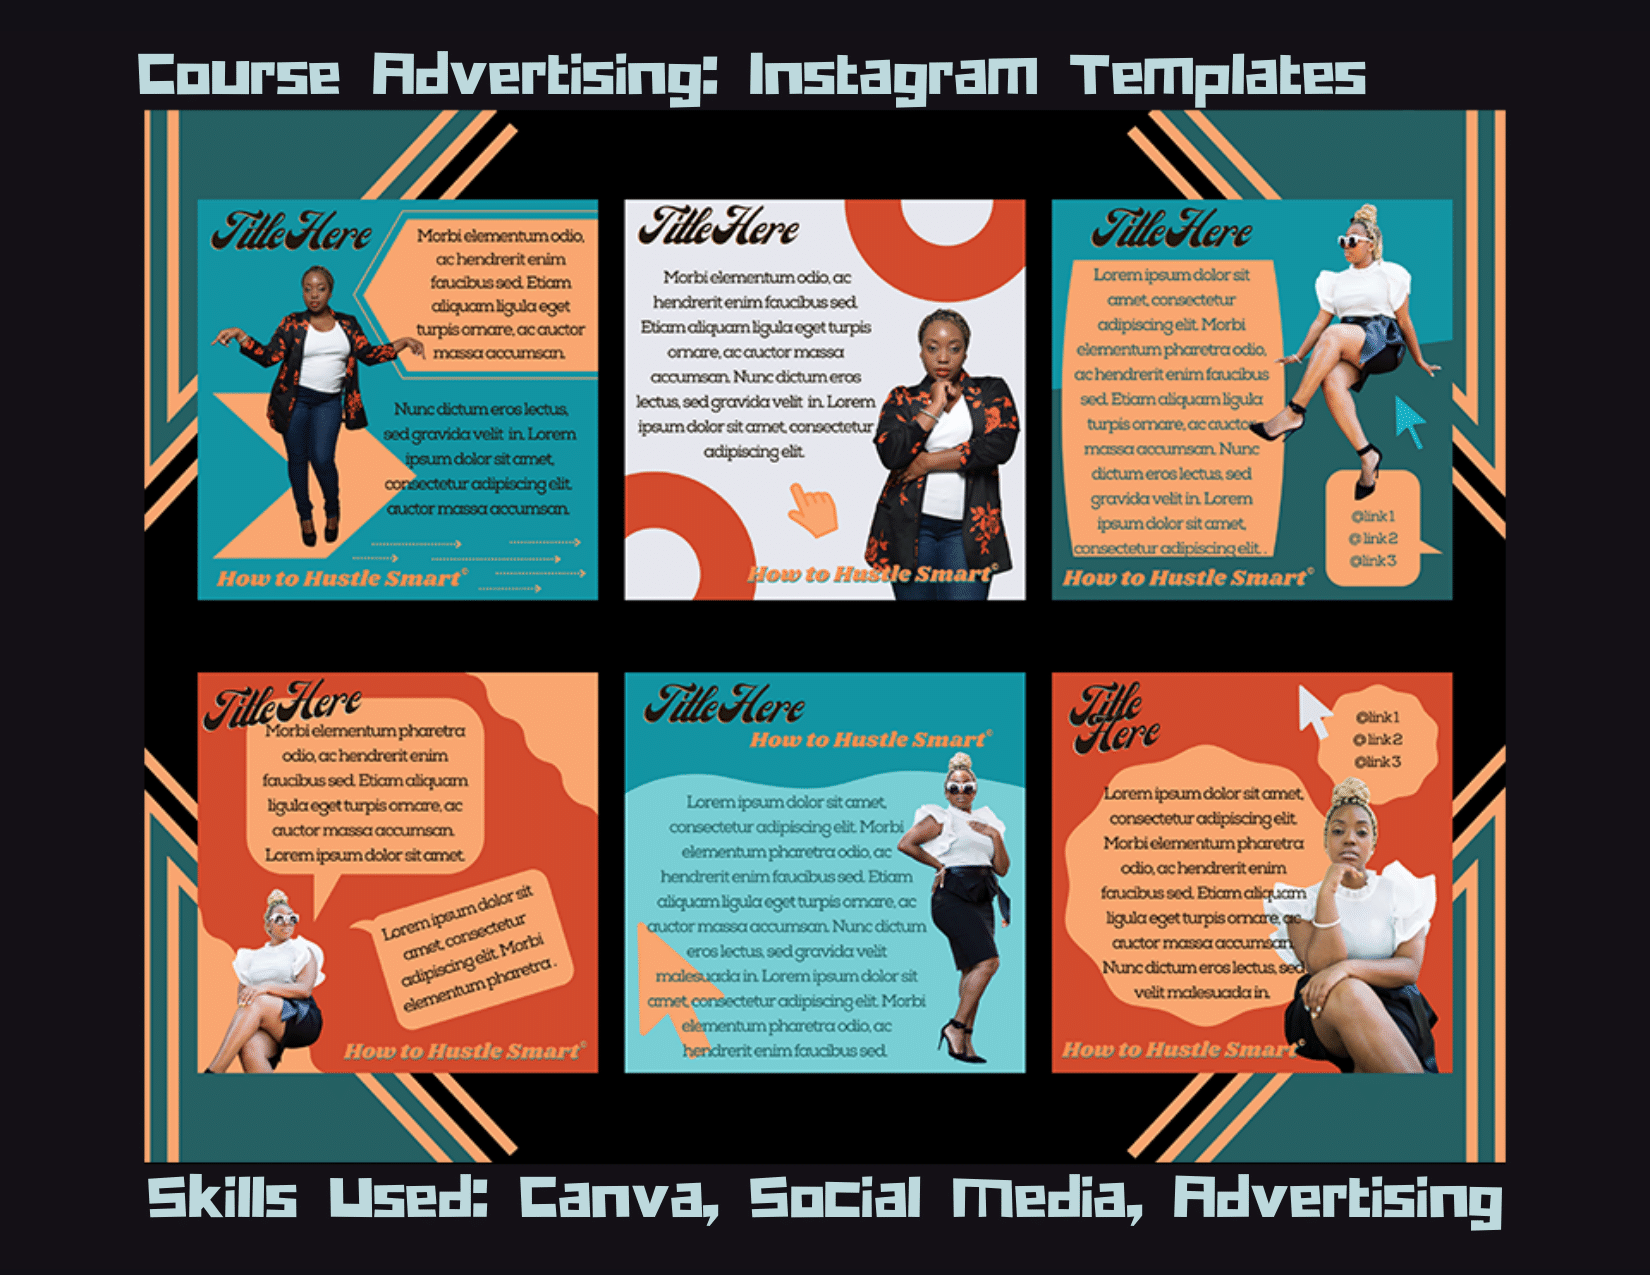 Course Advertising: Instagram Templates
Title Here
Morbi elementum odio,
ac hendrerit enim
faucibus sed. Etiam
aliquam ligula eget
turpis ornare, ac auctor
massa accumsan.
Nunc dictum eros lectus,
sed gravida velit in. Lorem
ipsum dolor sit amet,
consectetur adipiscing elit.
auctor massa accumsan.
How to Hustle Smart©
Title Here
Morbi elementum odio, ac
hendrerit enim faucibus sed.
Etiam aliquam ligula eget turpis
ornare, ac auctor massa
accumsan. Nunc dictum eros
lectus, sed gravida velit in. Lorem
ipsum dolor sit amet, consectetur
adipiscing elit.
How to Hustle Smart©
Title Here
Lorem ipsum dolor sit
amet, consectetur
adipiscing elit. Morbi
elementum pharetra odio,
ac hendrerit enim faucibus
sed. Etiam aliquam ligula
turpis ornare, ac auctor
massa accumsan. Nunc
dictum eros lectus, sed
gravida velit in. Lorem
ipsum dolor sit amet,
consectetur adipiscing elit. .
@link1
@link2
@link3
How to Hustle Smart©
Title Here
Morbi elementum pharetra
odio, ac hendrerit enim
faucibus sed. Etiam aliquam
ligula eget turpis ornare, ac
auctor massa accumsan.
Lorem ipsum dolor sit amet.
Lorem ipsum dolor sit
amet, consectetur
adipiscing elit. Morbi
elementum pharetra .
How to Hustle Smart©
Title Here
How to Hustle Smart©
Lorem ipsum dolor sit amet,
consectetur adipiscing elit. Morbi
elementum pharetra odio, ac
hendrerit enim faucibus sed. Etiam
aliquam ligula eget turpis ornare, ac
auctor massa accumsan. Nunc dictum
eros lectus, sed gravida velit
malesuada in. Lorem ipsum dolor sit
amet, consectetur adipiscing elit. Morbi
elementum pharetra odio, ac
hendrerit enim faucibus sed.
Title
Here
@link1
@link2
@link3
Lorem ipsum dolor sit amet,
consectetur adipiscing elit.
Morbi elementum pharetra
odio, ac hendrerit enim
faucibus sed. Etiam aliquam
ligula eget turpis ornare, ac
auctor massa accumsan.
Nunc dictum eros lectus, sed
velit malesuada in.
How to Hustle Smart©
Skills Used: Canva, Social Media, Advertising